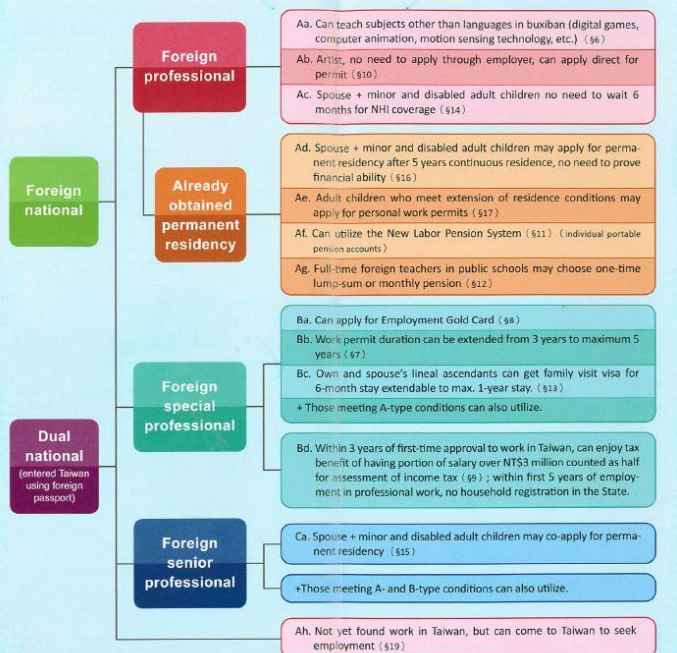 Foreign
national
Dual
national
(entered Taiwan
using foreign
passport)
Foreign
professional
Aa. Can teach subjects other than languages in buxiban (digital games,
computer animation, motion sensing technology, etc.) (§6)
Ab. Artist, no need to apply through employer, can apply direct for
permit (§10)
Ac. Spouse + minor and disabled adult children no need to wait 6
months for NHI coverage (§14)
Already
obtained
permanent
residency
Ad. Spouse + minor and disabled adult children may apply for perma-
nent residency after 5 years continuous residence, no need to prove
financial ability (§16)
Ae. Adult children who meet extension of residence conditions may
apply for personal work permits (§17)
Af. Can utilize the New Labor Pension System (§11) (individual portable
pension accounts)
Ag. Full-time foreign teachers in public schools may choose one-time
lump-sum or monthly pension (§12)
Foreign
special
professional
Ba. Can apply for Employment Gold Card (§8)
Bb. Work permit duration can be extended from 3 years to maximum 5
years (§7)
Bc. Own and spouse's lineal ascendants can get family visit visa for
6-month stay extendable to max. 1-year stay. (§13)
+ Those meeting A-type conditions can also utilize.
Bd. Within 3 years of first-time approval to work in Taiwan, can enjoy tax
benefit of having portion of salary over NT$3 million counted as half
for assessment of income tax (§9) ; within first 5 years of employ-
ment in professional work, no household registration in the State.
Foreign
senior
professional
Ca. Spouse + minor and disabled adult children may co-apply for perma-
nent residency (§15)
+Those meeting A- and B-type conditions can also utilize.
Ah. Not yet found work in Taiwan, but can come to Taiwan to seek
employment (§19)